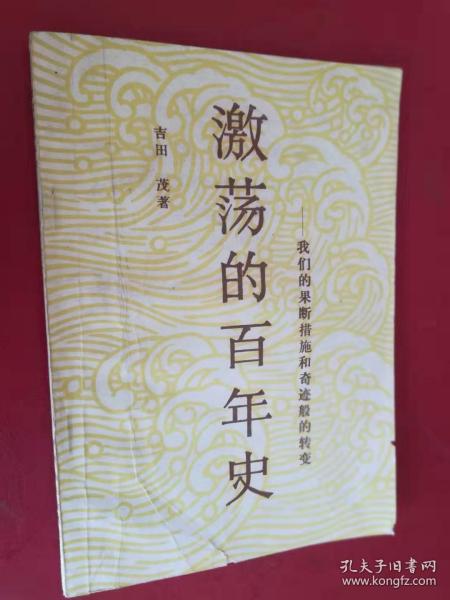 激荡的百年史
——我们的果断措施和奇迹般的转变
吉田 茂著
孔夫子旧书网
www.kongfz.com